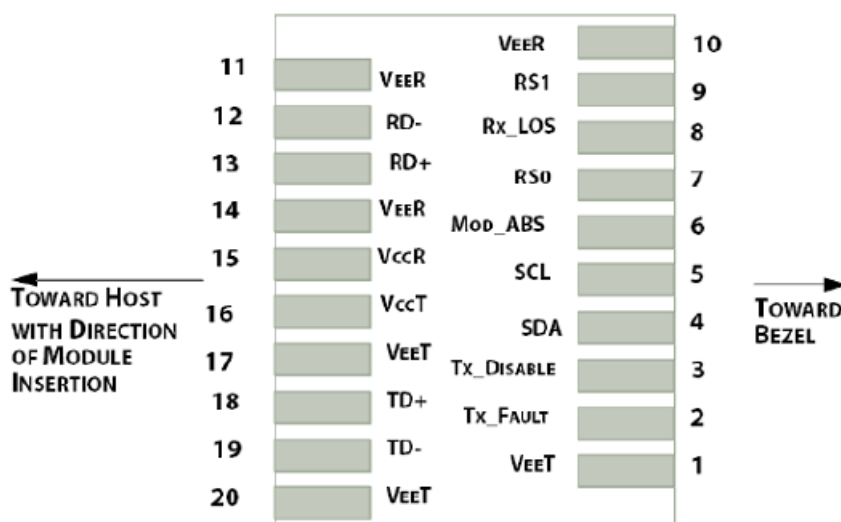 VEER 10
11 VEER
RS1 9
12 RD-
Rx_LOS 8
13 RD+
RS0 7
14 VEER
MOD_ABS 6
15 VCCR
SCL 5
16 VCCT
SDA 4
17 VEET
TX_DISABLE 3
18 TD+
TX_FAULT 2
19 TD-
VEET 1
20 VEET
TOWARD HOST
WITH DIRECTION
OF MODULE
INSERTION
TOWARD
BEZEL